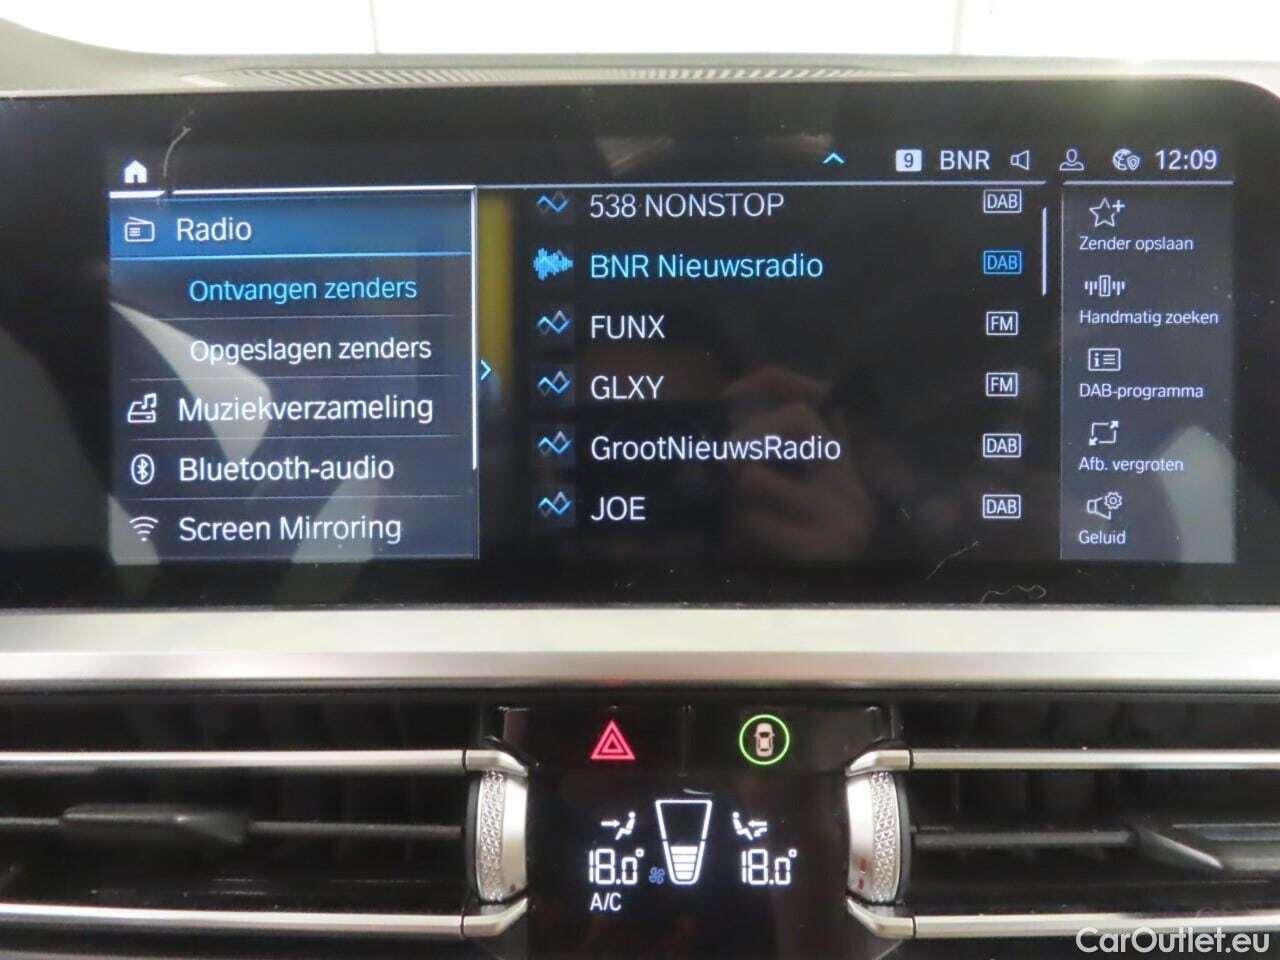 9 BNR 12:09
Radio
Ontvangen zenders
Opgeslagen zenders
Muziekverzameling
Bluetooth-audio
Screen Mirroring
538 NONSTOP DAB
BNR Nieuwsradio DAB
FUNX FM
GLXY FM
GrootNieuwsRadio DAB
JOE DAB
Zender opslaan
Handmatig zoeken
DAB-programma
Afb. vergroten
Geluid
18.0° 18.0°
A/C
CarOutlet.eu